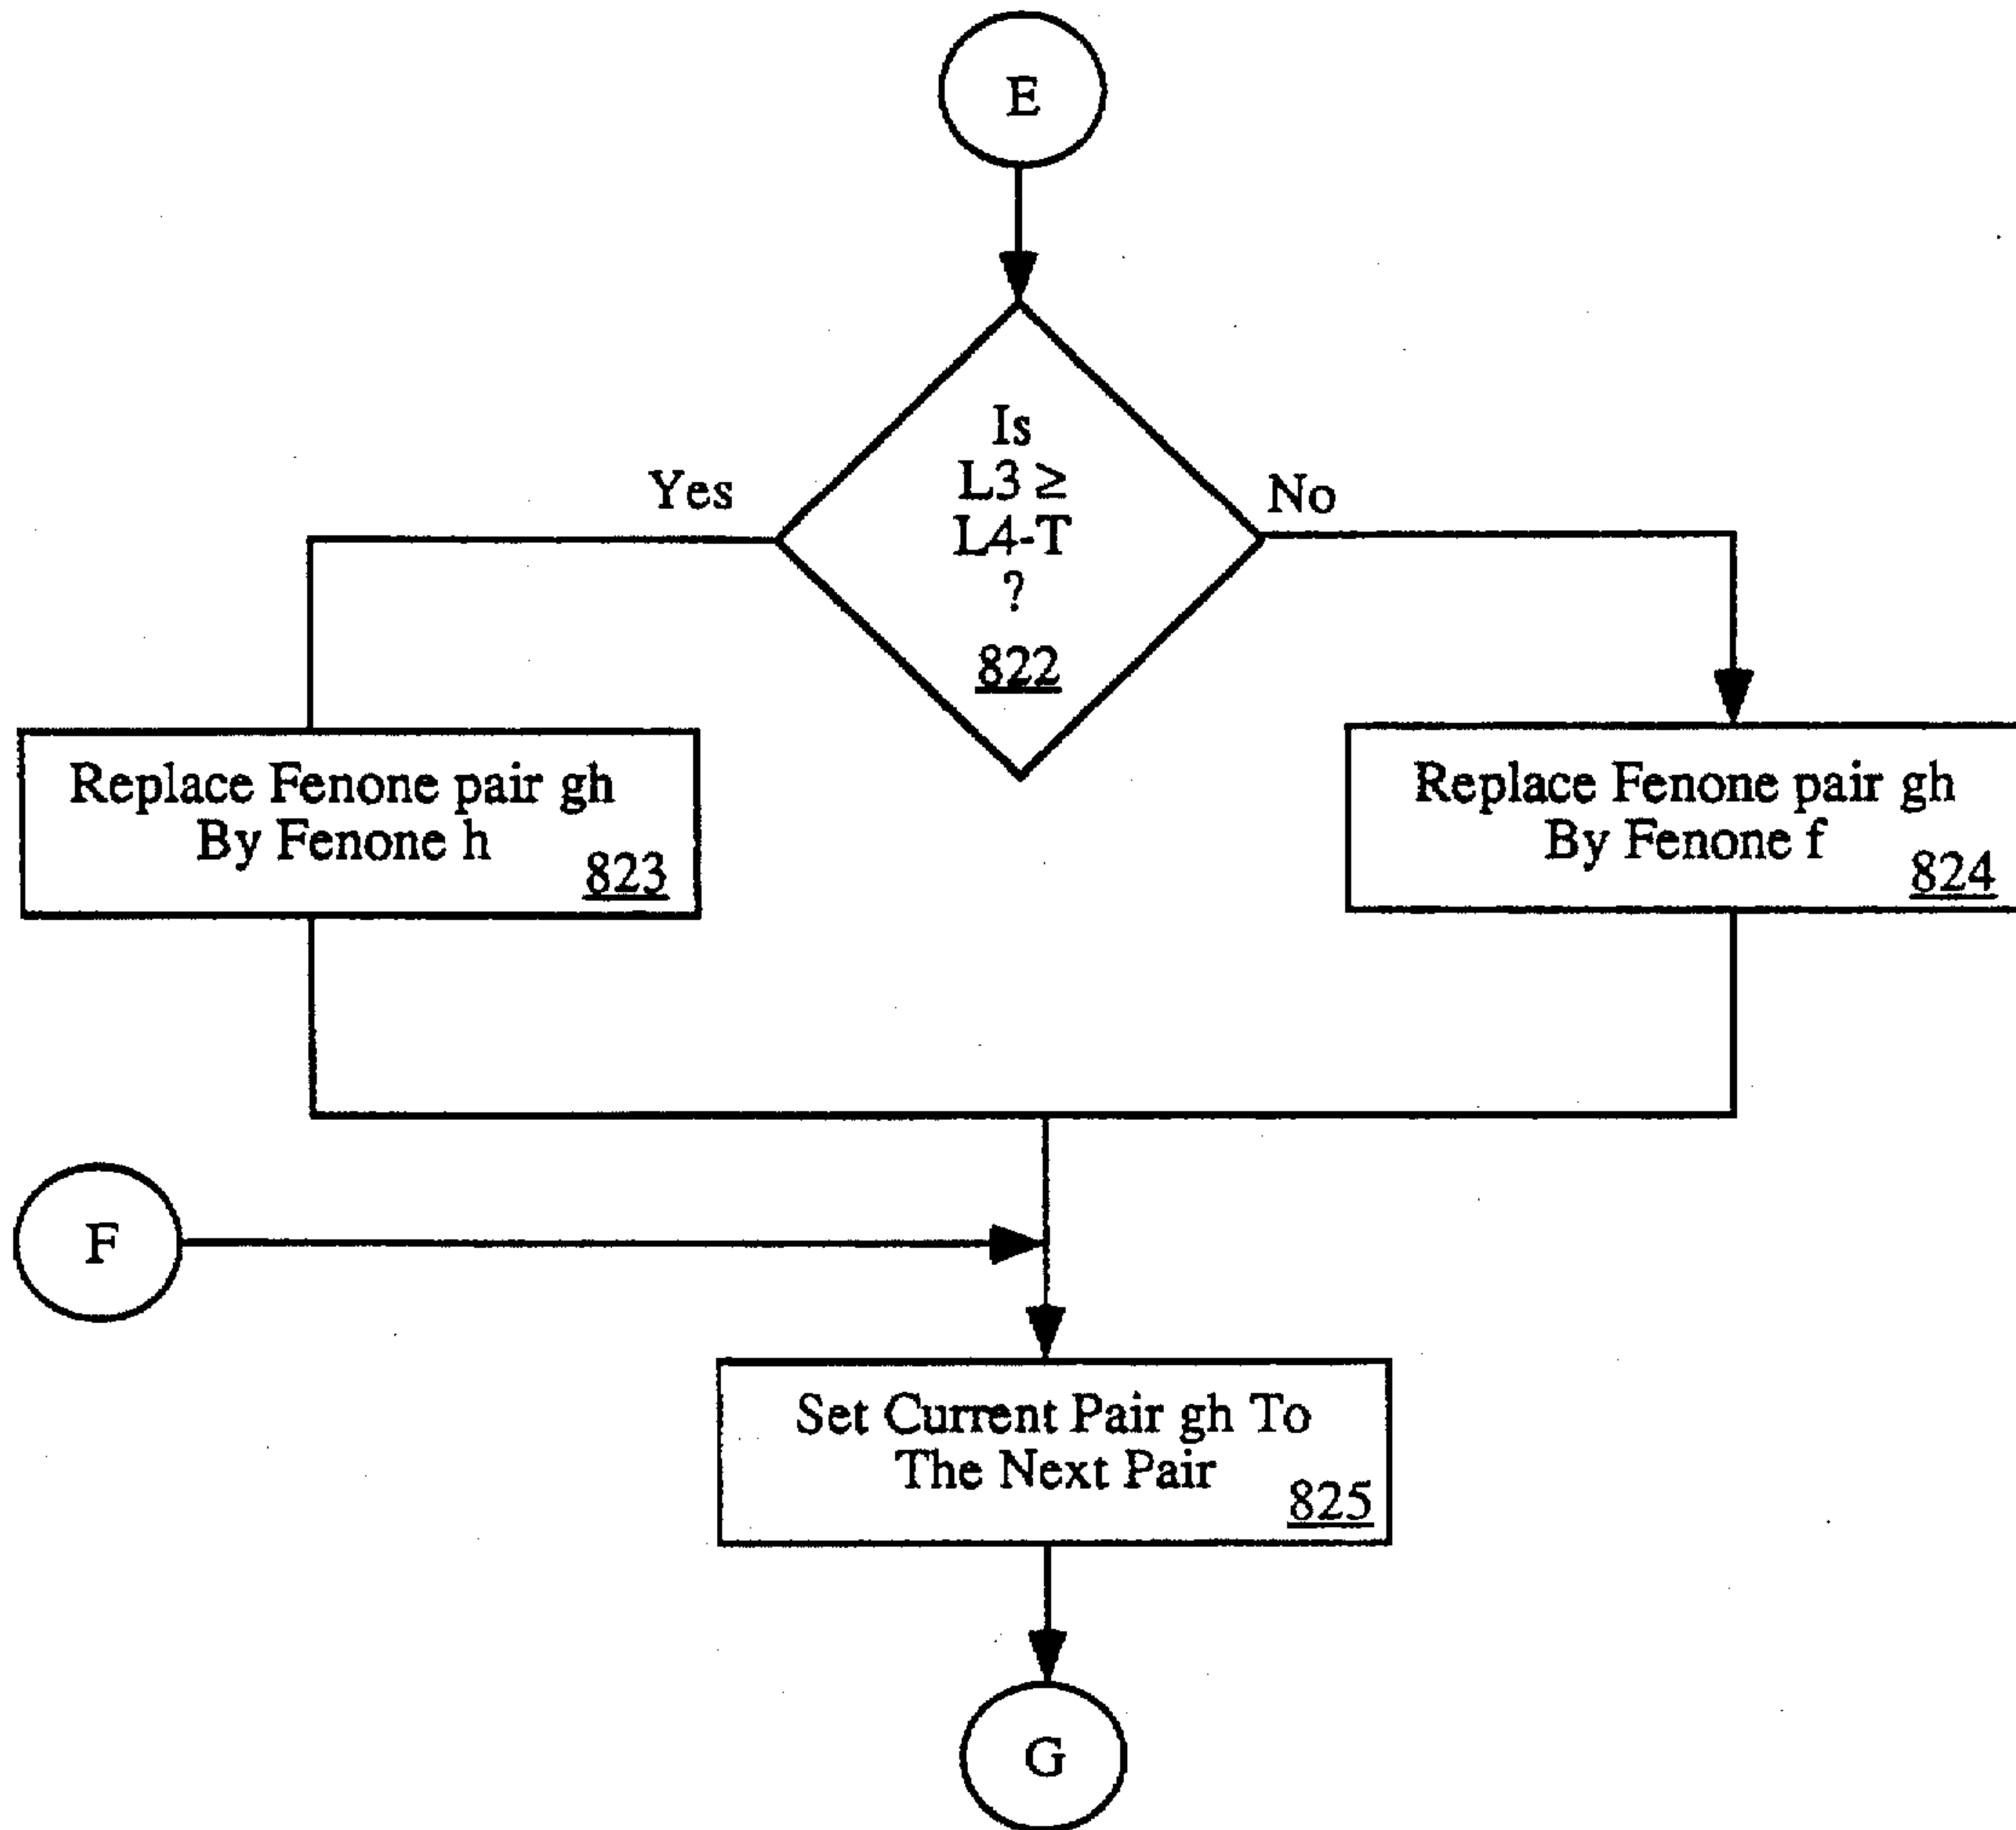 E
Is
L3 ≥
L4-T
?
822
Yes
No
Replace Fenone pair gh
By Fenone h
823
Replace Fenone pair gh
By Fenone f
824
F
Set Current Pair gh To
The Next Pair
825
G